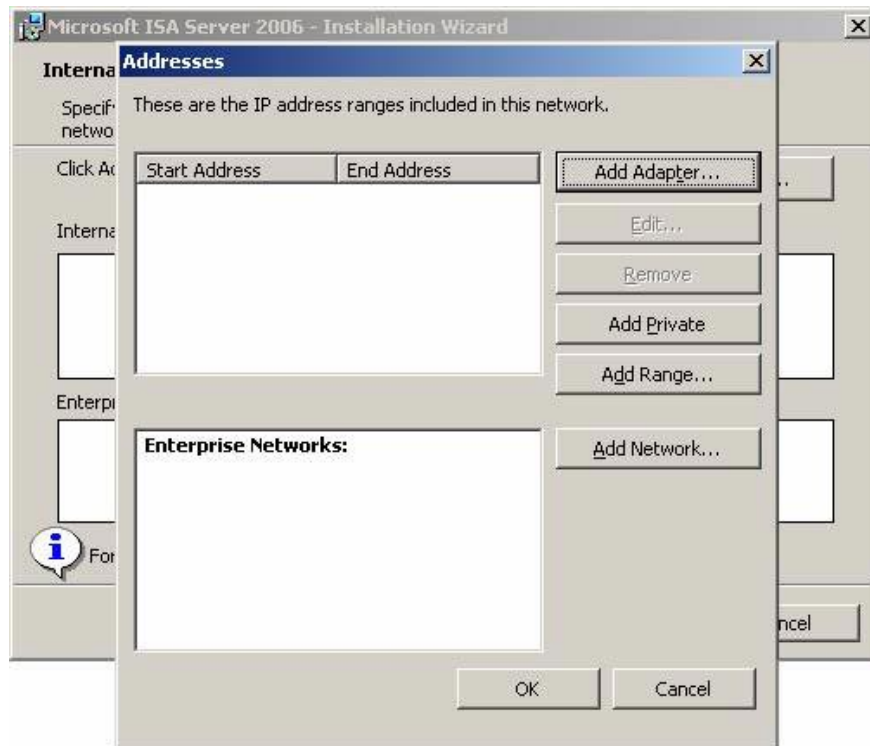 Microsoft ISA Server 2006 - Installation Wizard
Addresses
Interna
Specif
netwo
These are the IP address ranges included in this network.
Click Ad
Start Address End Address
Add Adapter...
..
Edit...
Interna
Remove
Add Private
Add Range...
Enterpr
Enterprise Networks:
Add Network...
i
For
ncel
OK Cancel